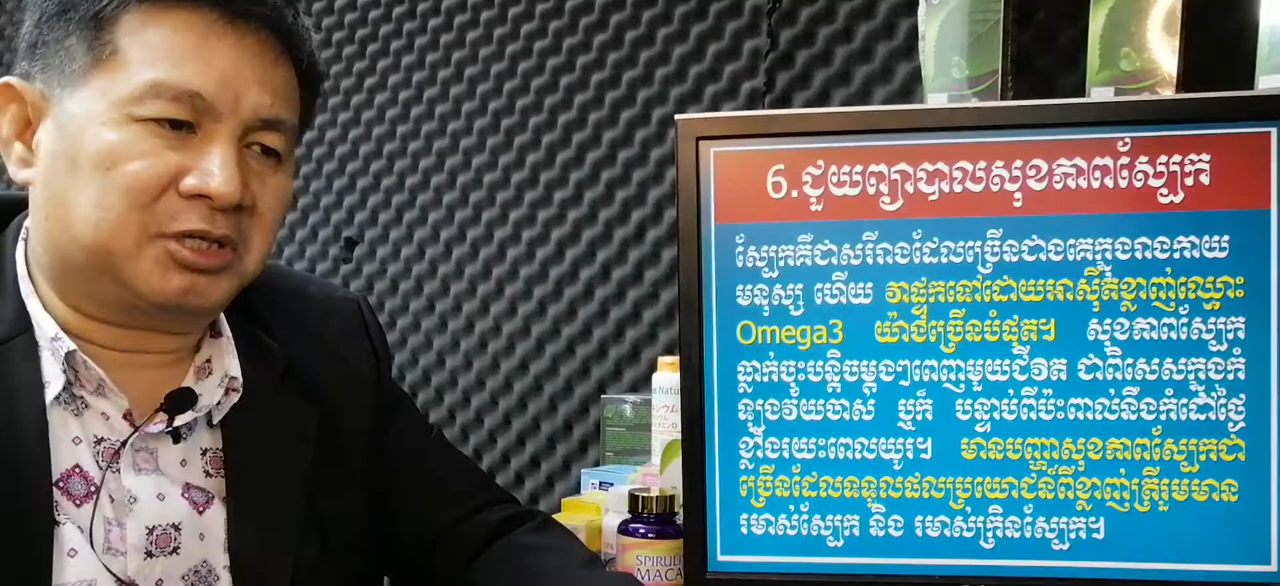 6.ជួយព្យាបាលសុខភាពស្បែក
ស្បែកគឺជាសរីរាង្គដែលច្រើនជាងគេក្នុងរាងកាយ
មនុស្ស ហើយ វាផ្ទុកទៅដោយអាស៊ីតខ្លាញ់ឈ្មោះ
Omega3 យ៉ាងច្រើនបំផុត។ សុខភាពស្បែក
ធ្លាក់ចុះបន្តិចម្តងៗពេញមួយជីវិត ជាពិសេសក្នុងកំ
ឡុងវ័យចាស់ ឬក៏ បន្ទាប់ពីប៉ះពាល់នឹងកំដៅថ្ងៃ
ខ្លាំងរយះពេលយូរ។ មានបញ្ហាសុខភាពស្បែកជា
ច្រើនដែលទទួលផលប្រយោជន៍ពីខ្លាញ់ត្រីរួមមាន
រមាស់ស្បែក និង រមាស់ក្រិនស្បែក។
SPIRULI
MACA